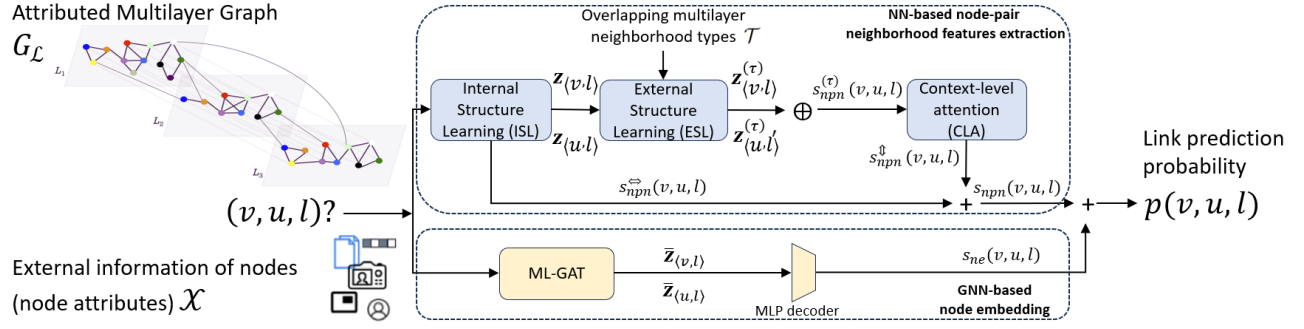 Attributed Multilayer Graph
G_ℒ
L₁
L₂
L₃
(v, u, l)?
External information of nodes
(node attributes) 𝒳
Overlapping multilayer
neighborhood types 𝒯
NN-based node-pair
neighborhood features extraction
Internal
Structure
Learning (ISL)
z⟨v,l⟩
z⟨u,l⟩
External
Structure
Learning (ESL)
z⟨v,l⟩^(τ)
z⟨u,l′⟩^(τ)
⊕
s_npn^(τ)(v, u, l)
Context-level
attention
(CLA)
s_npn^⇕(v, u, l)
s_npn^⇔(v, u, l)
+
s_npn(v, u, l)
+
Link prediction
probability
p(v, u, l)
ML-GAT
z̅⟨v,l⟩
z̅⟨u,l⟩
MLP decoder
s_ne(v, u, l)
GNN-based
node embedding